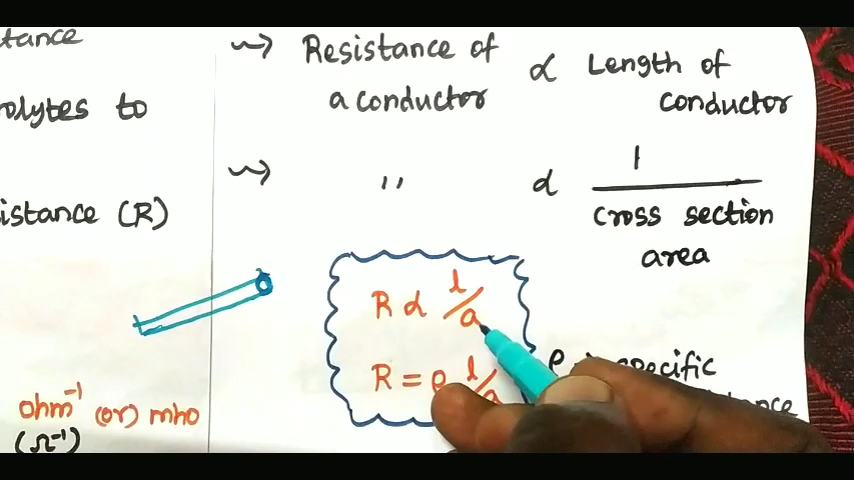 tance
olytes to
istance (R)
ohm⁻¹ (or) mho
(Ω⁻¹)
⇝ Resistance of a conductor ∝ Length of conductor
⇝ " ∝ 1 / cross section area
R ∝ l/a
R = ρ l/a
ρ → specific